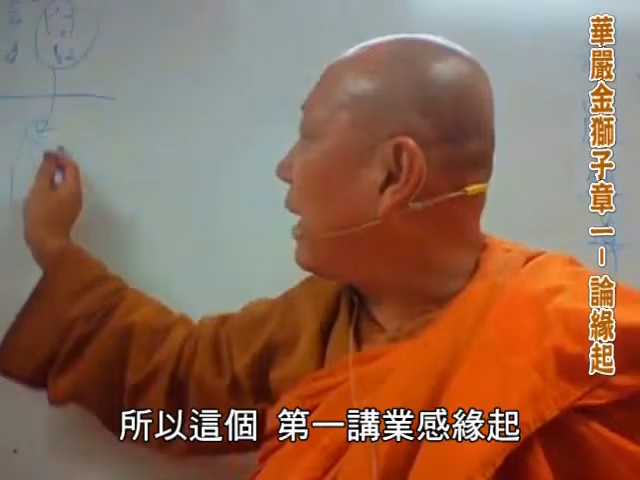 華嚴金獅子章一-論緣起
所以這個 第一講業感緣起